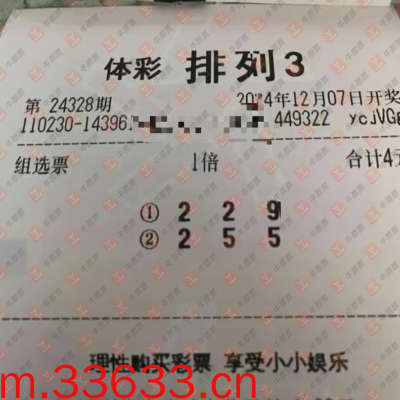 体彩 排列3
第 24328期 2024年12月07日开奖
110230-143961 449322 ycJVGg
组选票 1倍 合计4元
① 2 2 9
② 2 5 5
理性购买彩票 享受小小娱乐
m.33633.cn